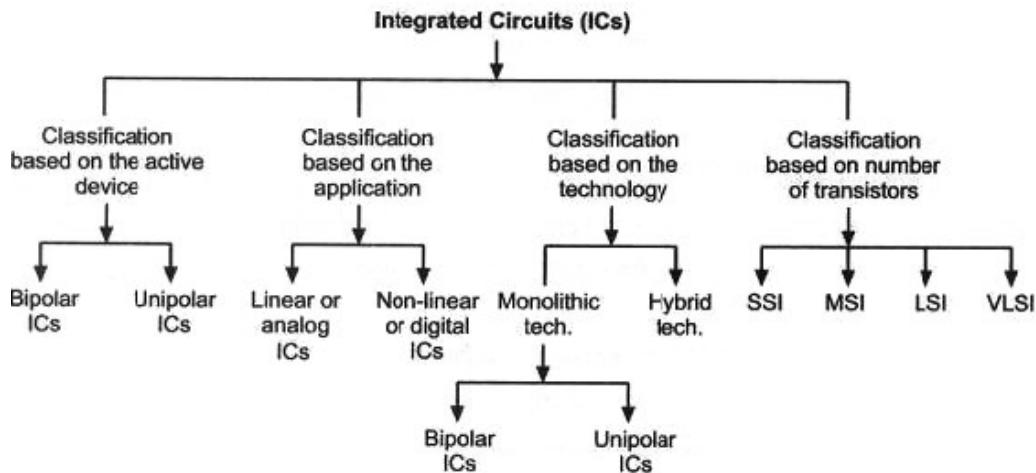 Integrated Circuits (ICs)
Classification
based on the active
device
Classification
based on the
application
Classification
based on the
technology
Classification
based on number
of transistors
Bipolar
ICs
Unipolar
ICs
Linear or
analog
ICs
Non-linear
or digital
ICs
Monolithic
tech.
Hybrid
tech.
SSI
MSI
LSI
VLSI
Bipolar
ICs
Unipolar
ICs